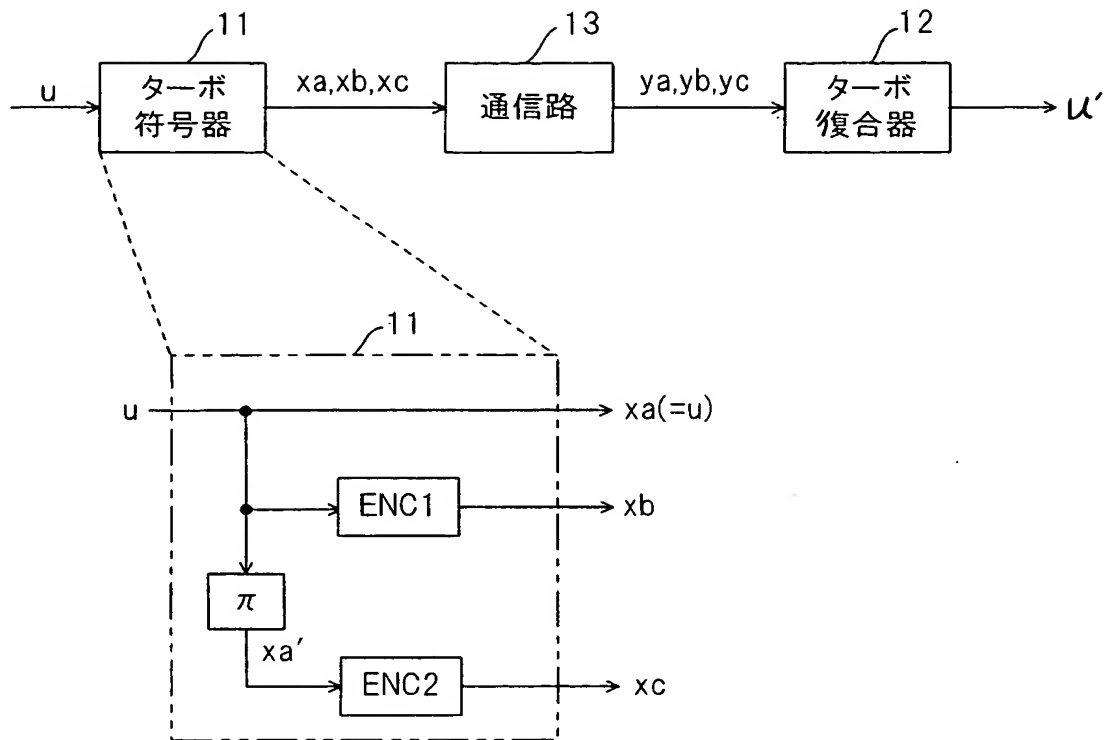 11
13
12
u
ターボ
符号器
xa,xb,xc
通信路
ya,yb,yc
ターボ
復合器
u′
11
u
xa(=u)
ENC1
xb
π
xa′
ENC2
xc